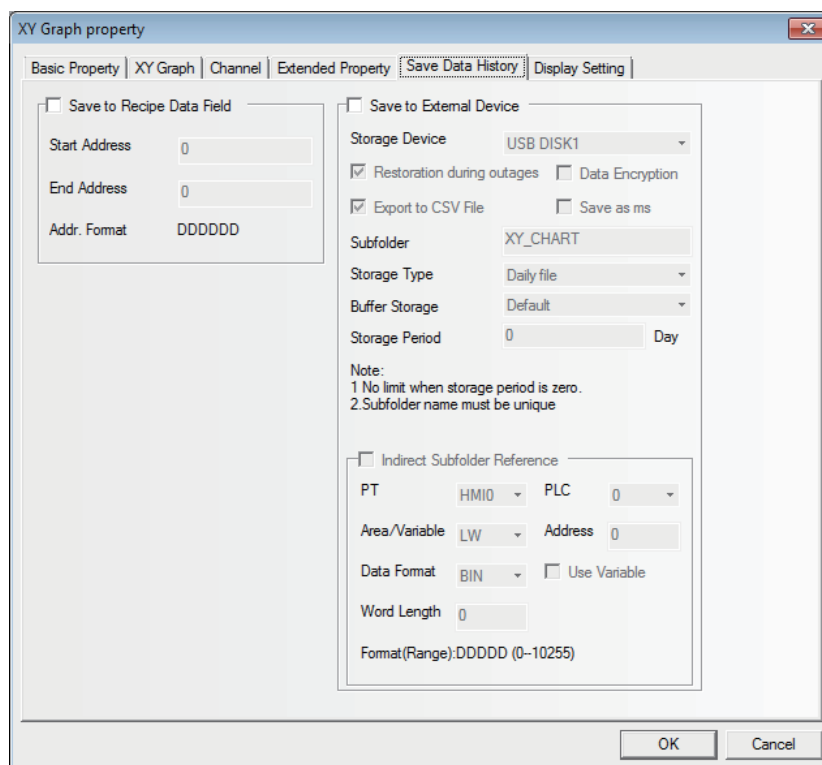 XY Graph property
Basic Property XY Graph Channel Extended Property Save Data History Display Setting
Save to Recipe Data Field
Start Address 0
End Address 0
Addr. Format DDDDDD
Save to External Device
Storage Device USB DISK1
Restoration during outages Data Encryption
Export to CSV File Save as ms
Subfolder XY_CHART
Storage Type Daily file
Buffer Storage Default
Storage Period 0 Day
Note:
1 No limit when storage period is zero.
2.Subfolder name must be unique
Indirect Subfolder Reference
PT HMI0 PLC 0
Area/Variable LW Address 0
Data Format BIN Use Variable
Word Length 0
Format(Range):DDDDD (0--10255)
OK Cancel